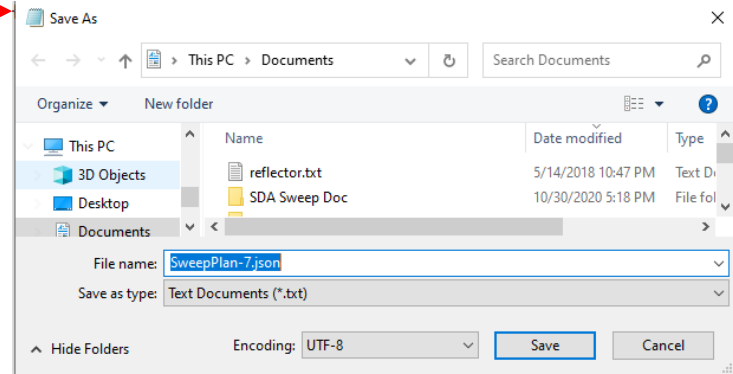 Save As
This PC > Documents
Search Documents
Organize
New folder
Name
Date modified
Type
This PC
3D Objects
Desktop
Documents
reflector.txt
5/14/2018 10:47 PM
Text D
SDA Sweep Doc
10/30/2020 5:18 PM
File fol
File name:
SweepPlan-7.json
Save as type:
Text Documents (*.txt)
Hide Folders
Encoding:
UTF-8
Save
Cancel